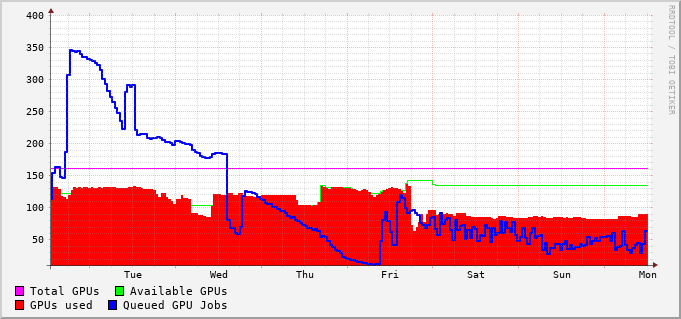 400
350
300
250
200
150
100
50
Tue Wed Thu Fri Sat Sun Mon
Total GPUs Available GPUs
GPUs used Queued GPU Jobs
RRDTOOL / TOBI OETIKER